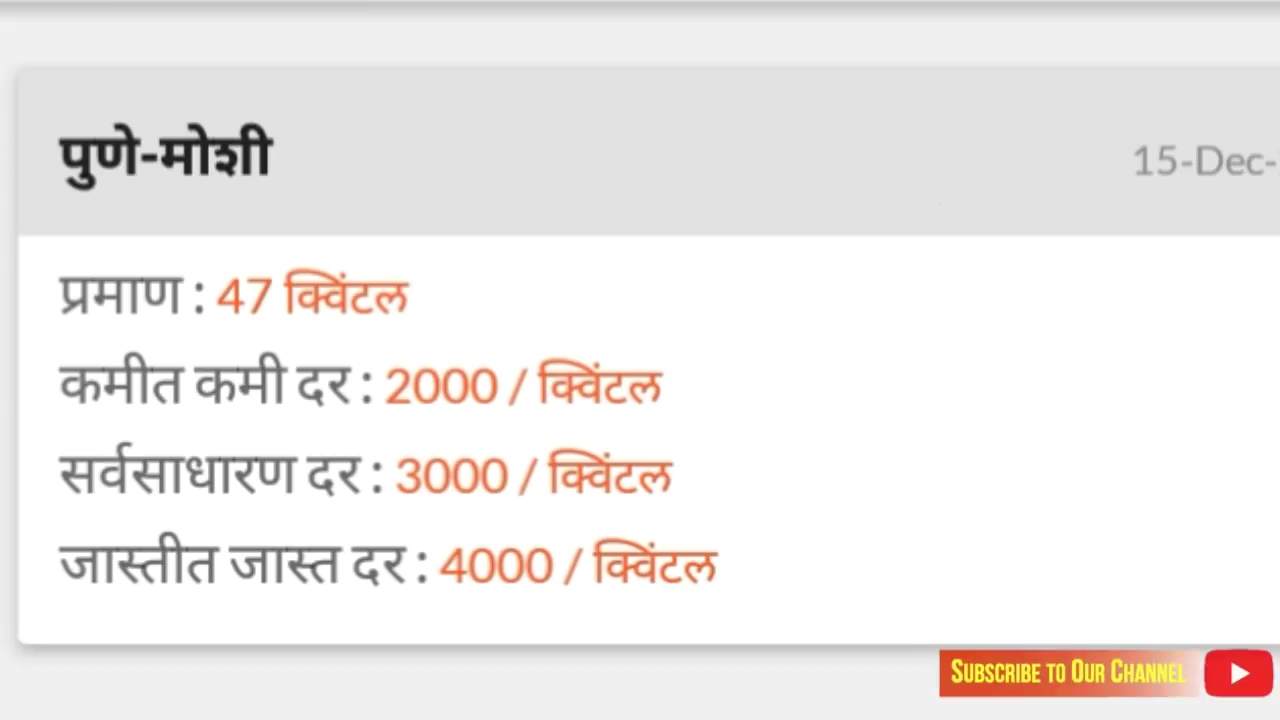 पुणे-मोशी
15-Dec-
प्रमाण : 47 क्विंटल
कमीत कमी दर : 2000 / क्विंटल
सर्वसाधारण दर : 3000 / क्विंटल
जास्तीत जास्त दर : 4000 / क्विंटल
SUBSCRIBE TO OUR CHANNEL